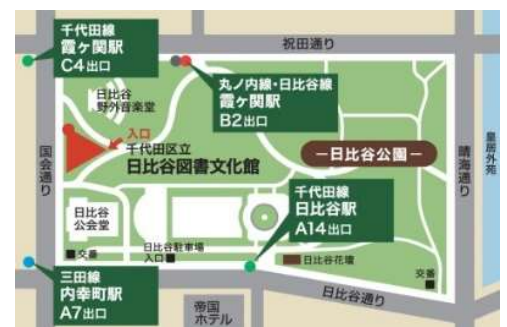 千代田線
霞ヶ関駅
C4出口
祝田通り
丸ノ内線・日比谷線
霞ヶ関駅
B2出口
日比谷
野外音楽堂
入口
千代田区立
日比谷図書文化館
国会通り
ー日比谷公園ー
晴海通り
皇居外苑
千代田線
日比谷駅
A14出口
日比谷
公会堂
交番
日比谷駐車場
入口
日比谷花壇
交番
三田線
内幸町駅
A7出口
帝国
ホテル
日比谷通り